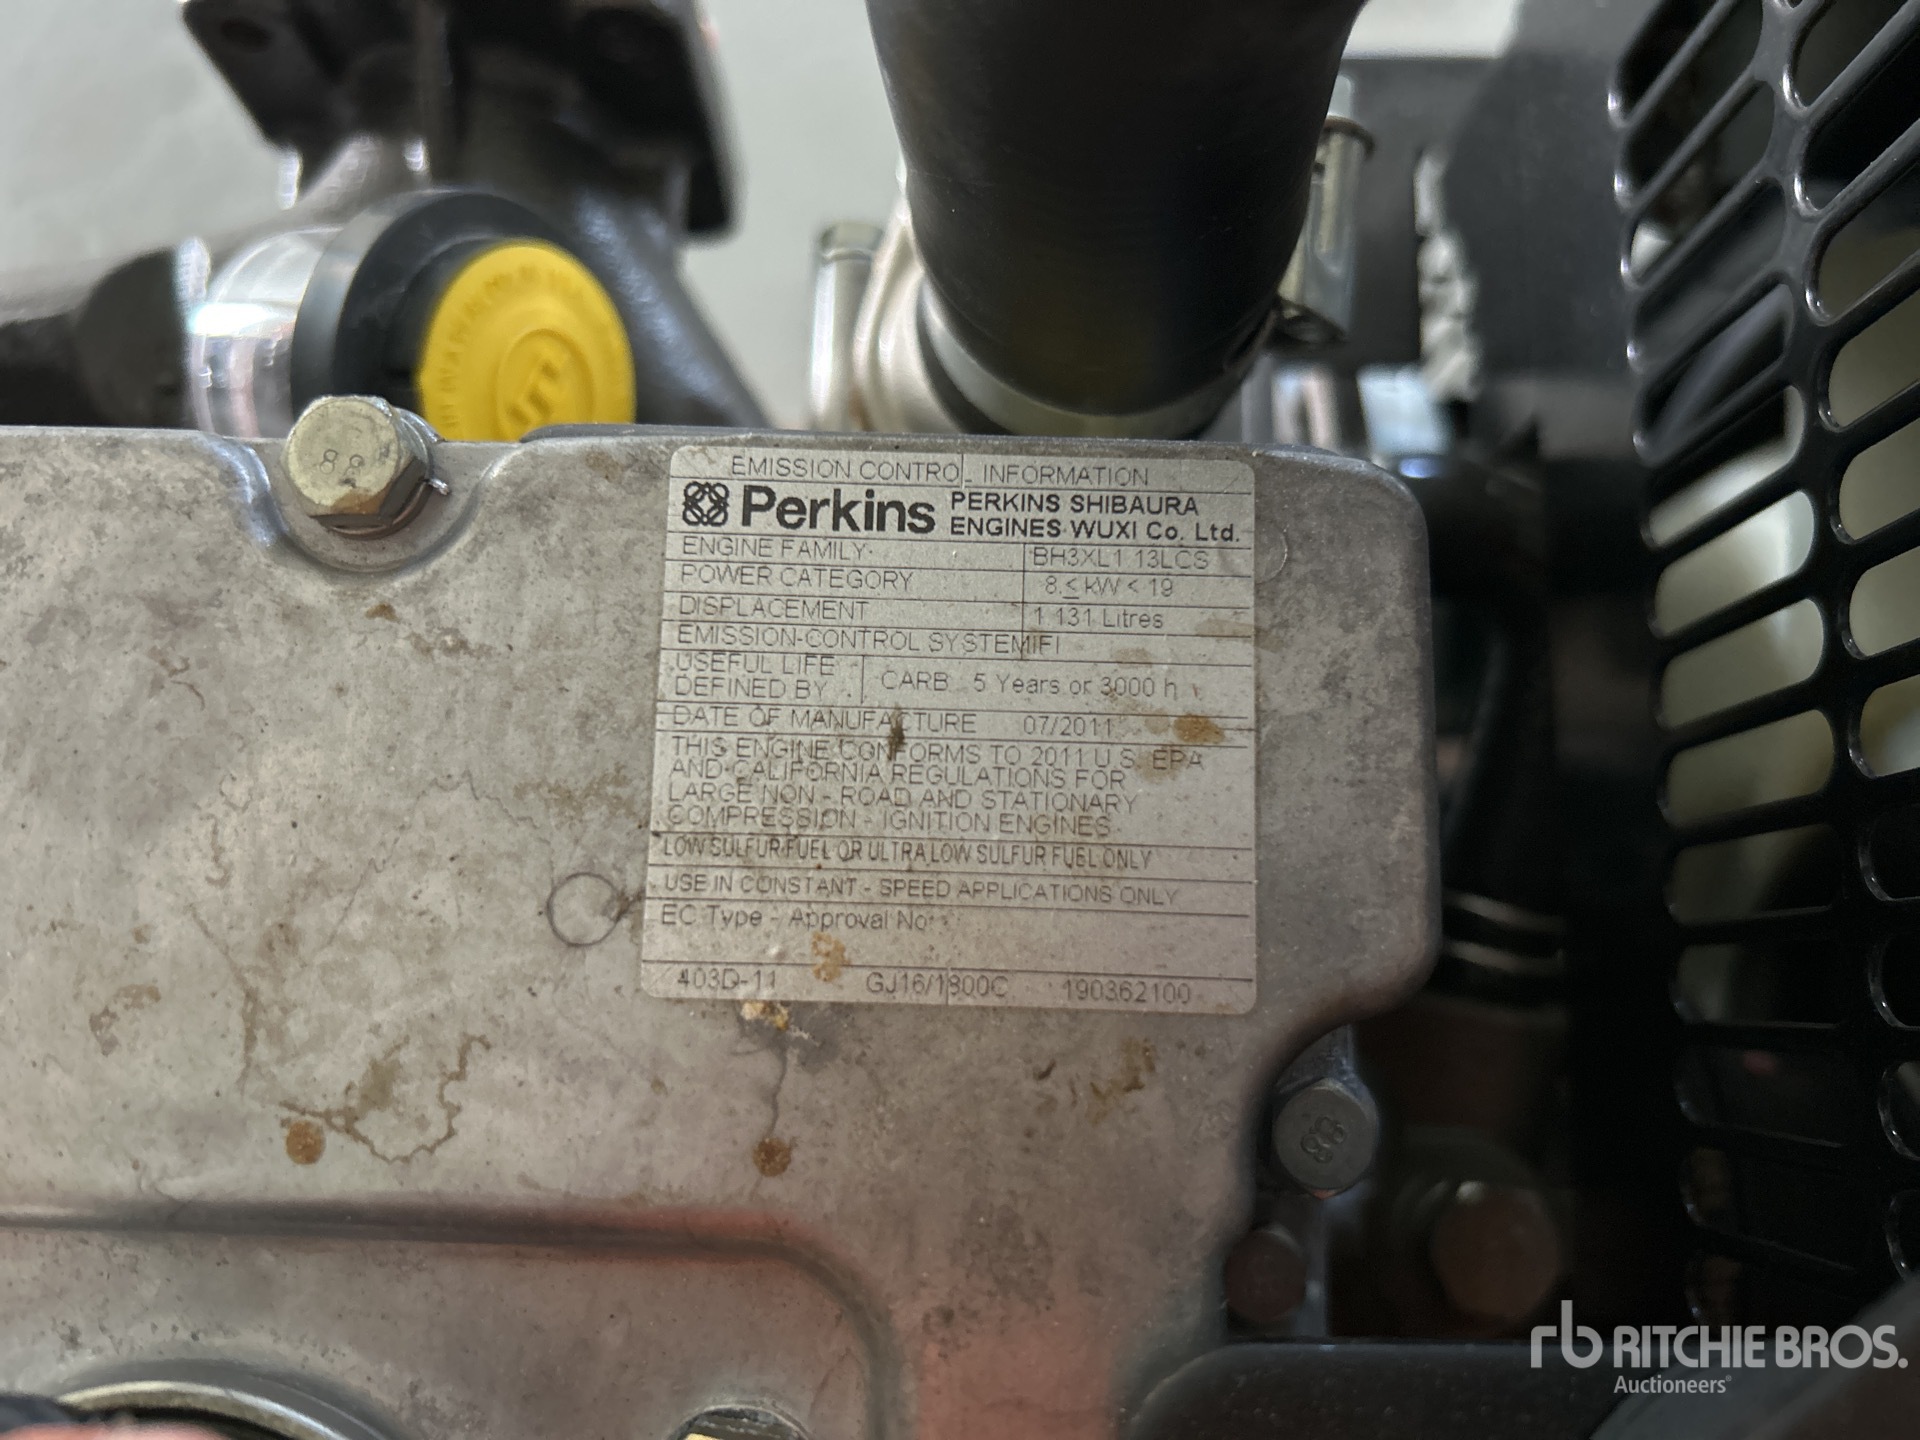 EMISSION CONTROL INFORMATION
Perkins PERKINS SHIBAURA
ENGINES WUXI Co. Ltd.
ENGINE FAMILY BH3XL1 13LCS
POWER CATEGORY 8 ≤ kW < 19
DISPLACEMENT 1 131 Litres
EMISSION-CONTROL SYSTEM IFI
USEFUL LIFE
DEFINED BY CARB 5 Years or 3000 h
DATE OF MANUFACTURE 07/2011
THIS ENGINE CONFORMS TO 2011 U.S. EPA
AND CALIFORNIA REGULATIONS FOR
LARGE NON - ROAD AND STATIONARY
COMPRESSION - IGNITION ENGINES
LOW SULFUR FUEL OR ULTRA LOW SULFUR FUEL ONLY
USE IN CONSTANT - SPEED APPLICATIONS ONLY
EC Type - Approval No
403D-11 GJ16/1800C 190362100
88
88
rb RITCHIE BROS.
Auctioneers®